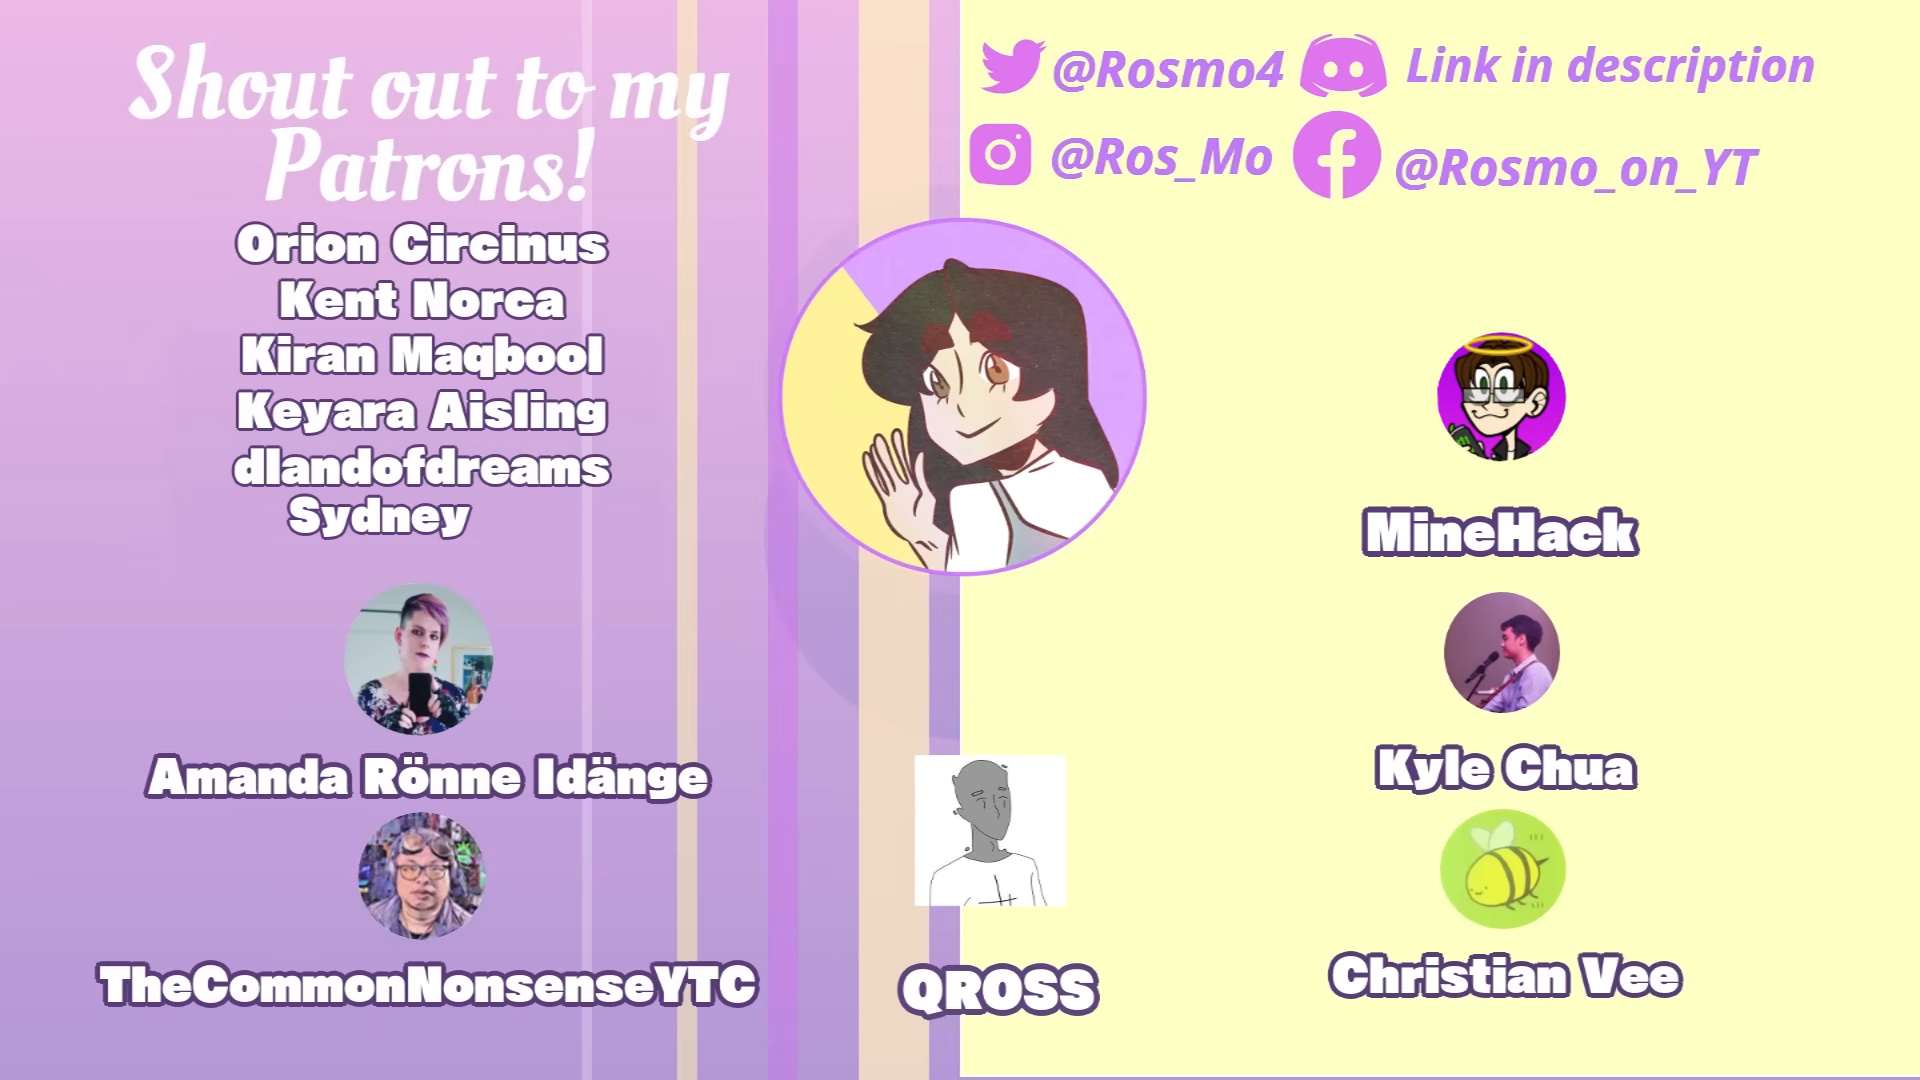 Shout out to my
Patrons!
Orion Circinus
Kent Norca
Kiran Maqbool
Keyara Aisling
dlandofdreams
Sydney
Amanda Rönne Idänge
TheCommonNonsenseYTC
@Rosmo4
Link in description
@Ros_Mo
@Rosmo_on_YT
QROSS
MineHack
Kyle Chua
Christian Vee